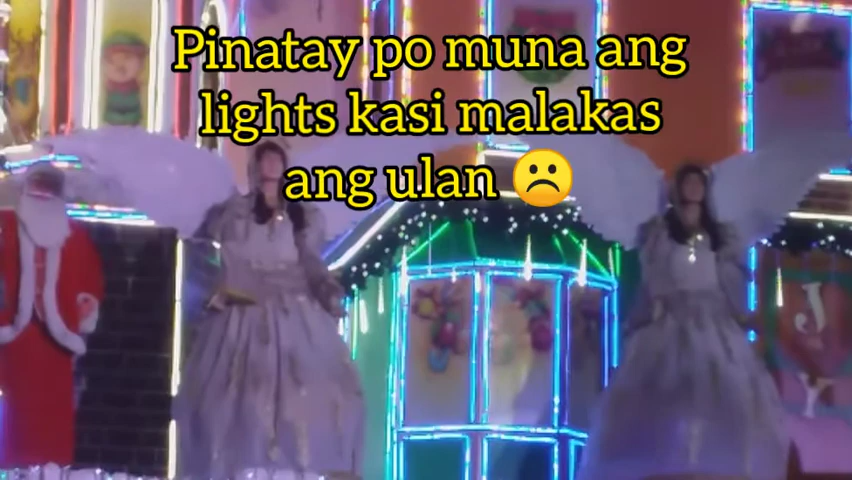 Pinatay po muna ang
lights kasi malakas
ang ulan ☹️
J
Y